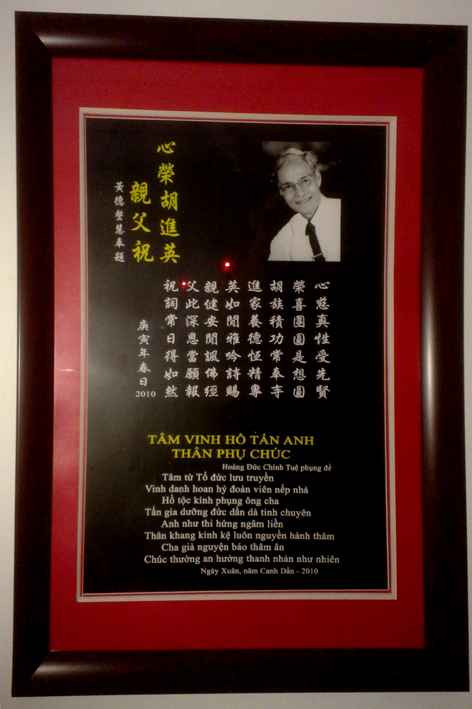 心榮胡進英
親父祝
黃德整慧奉題
心慈真性受先賢
榮喜團圓是想圓
胡族積功常奉寺
進家養德恆精專
英如閒雅吟詩賜
親健安閒諷佛經
父此深恩當願報
祝詞常日得如然
庚寅年春日
2010
TÂM VINH HỒ TẤN ANH
THÂN PHỤ CHÚC
Hoàng Đức Chỉnh Tuệ phụng đề
Tâm từ Tổ đức lưu truyền
Vinh danh hoan hỷ đoàn viên nếp nhà
Hồ tộc kính phụng ông cha
Tấn gia dưỡng đức dần dà tinh chuyên
Anh như thi hứng ngâm liền
Thân khang kinh kệ luôn nguyền hành thâm
Cha già nguyện báo thâm ân
Chúc thường an hưởng thanh nhàn như nhiên
Ngày Xuân, năm Canh Dần - 2010